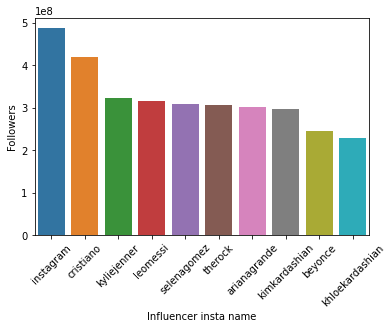 1e8
5
4
3
2
1
0
Followers
instagram
cristiano
kyliejenner
leomessi
selenagomez
therock
arianagrande
kimkardashian
beyonce
khloekardashian
Influencer insta name